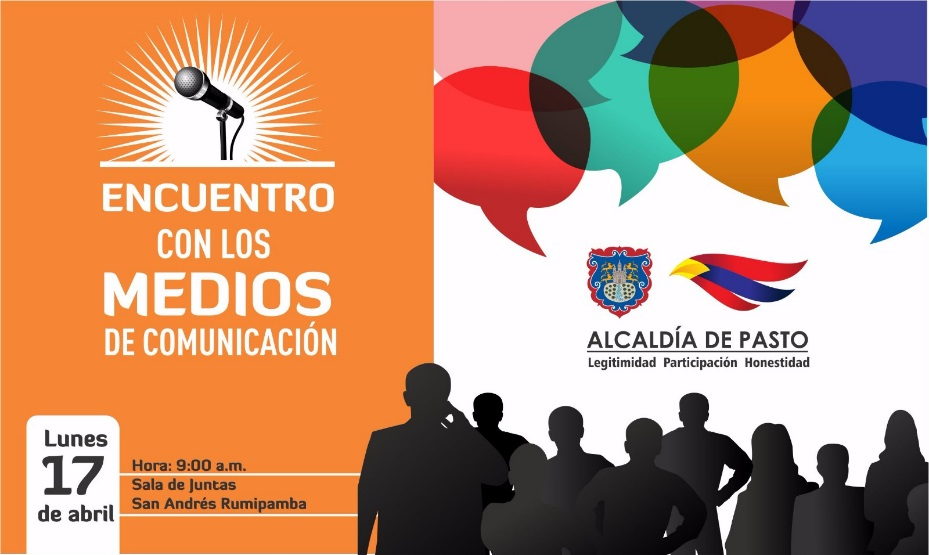 ENCUENTRO
CON LOS
MEDIOS
DE COMUNICACIÓN
Lunes
17
de abril
Hora: 9:00 a.m.
Sala de Juntas
San Andrés Rumipamba
ALCALDÍA DE PASTO
Legitimidad Participación Honestidad